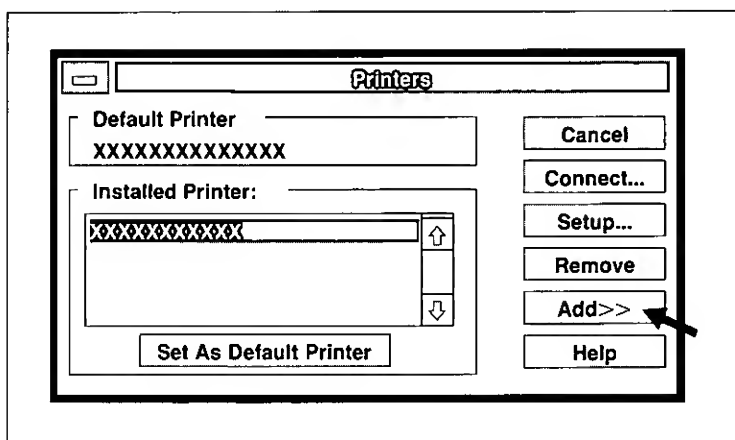 Printers
Default Printer
XXXXXXXXXXXXXX
Installed Printer:
XXXXXXXXXXX
Set As Default Printer
Cancel
Connect...
Setup...
Remove
Add>>
Help